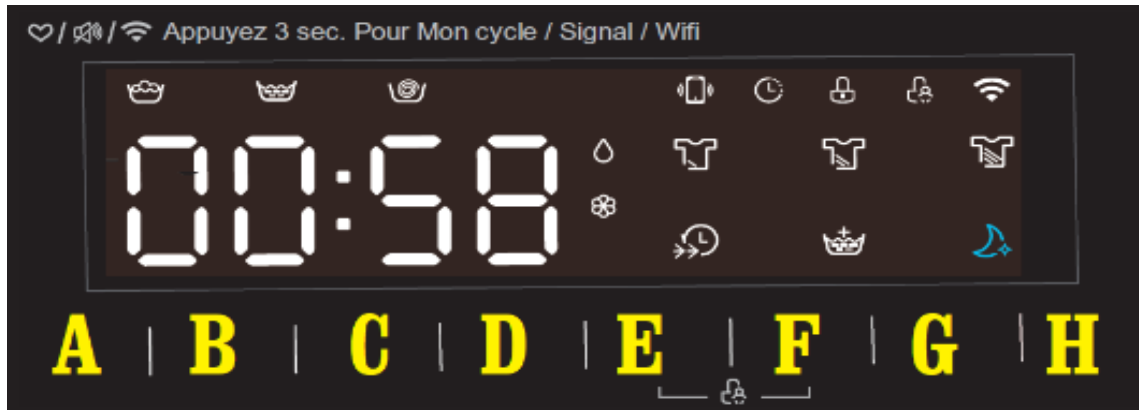 / / Appuyez 3 sec. Pour Mon cycle / Signal / Wifi
00:58
A | B | C | D | E | F | G | H